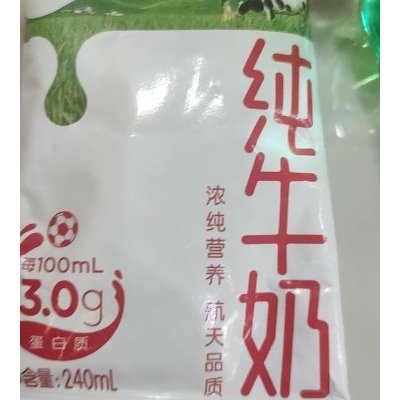 纯牛奶
浓纯营养 航天品质
每100mL
3.0g
蛋白质
含量:240mL